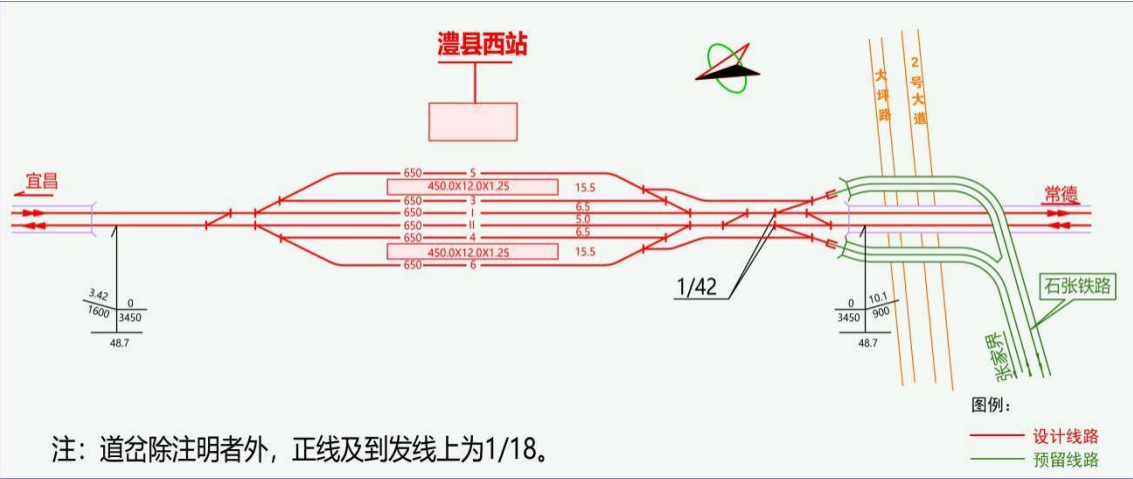 澧县西站
大坪路
2号大道
宜昌
常德
650 5
450.0X12.0X1.25 15.5
650 3
6.5
650 I
5.0
650 II
6.5
650 4
450.0X12.0X1.25 15.5
650 6
1/42
石张铁路
张家界
3.42 0
1600 3450
48.7
0 10.1
3450 900
48.7
图例：
设计线路
预留线路
注：道岔除注明者外，正线及到发线上为1/18。